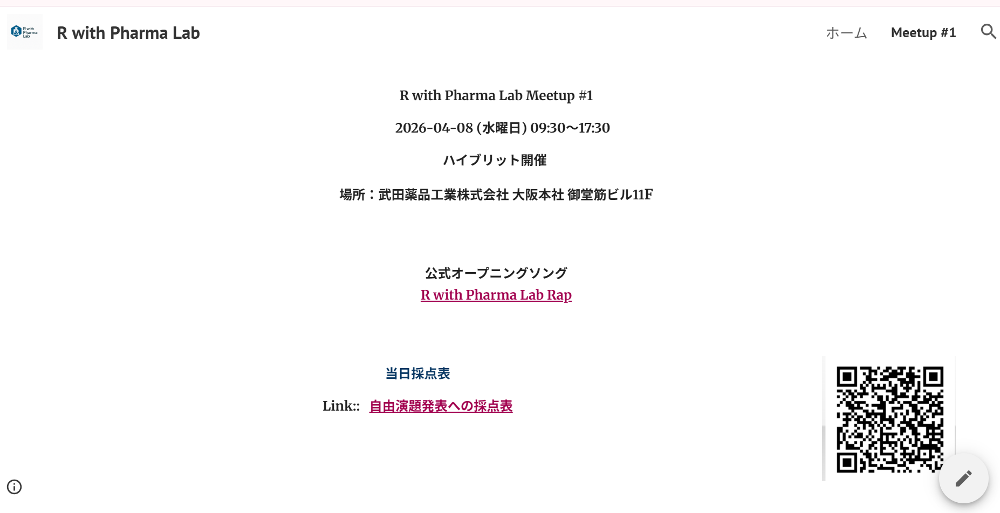 R with
Pharma
Lab
R with Pharma Lab
ホーム
Meetup #1
R with Pharma Lab Meetup #1
2026-04-08 (水曜日) 09:30〜17:30
ハイブリット開催
場所：武田薬品工業株式会社 大阪本社 御堂筋ビル11F
公式オープニングソング
R with Pharma Lab Rap
当日採点表
Link:: 自由演題発表への採点表